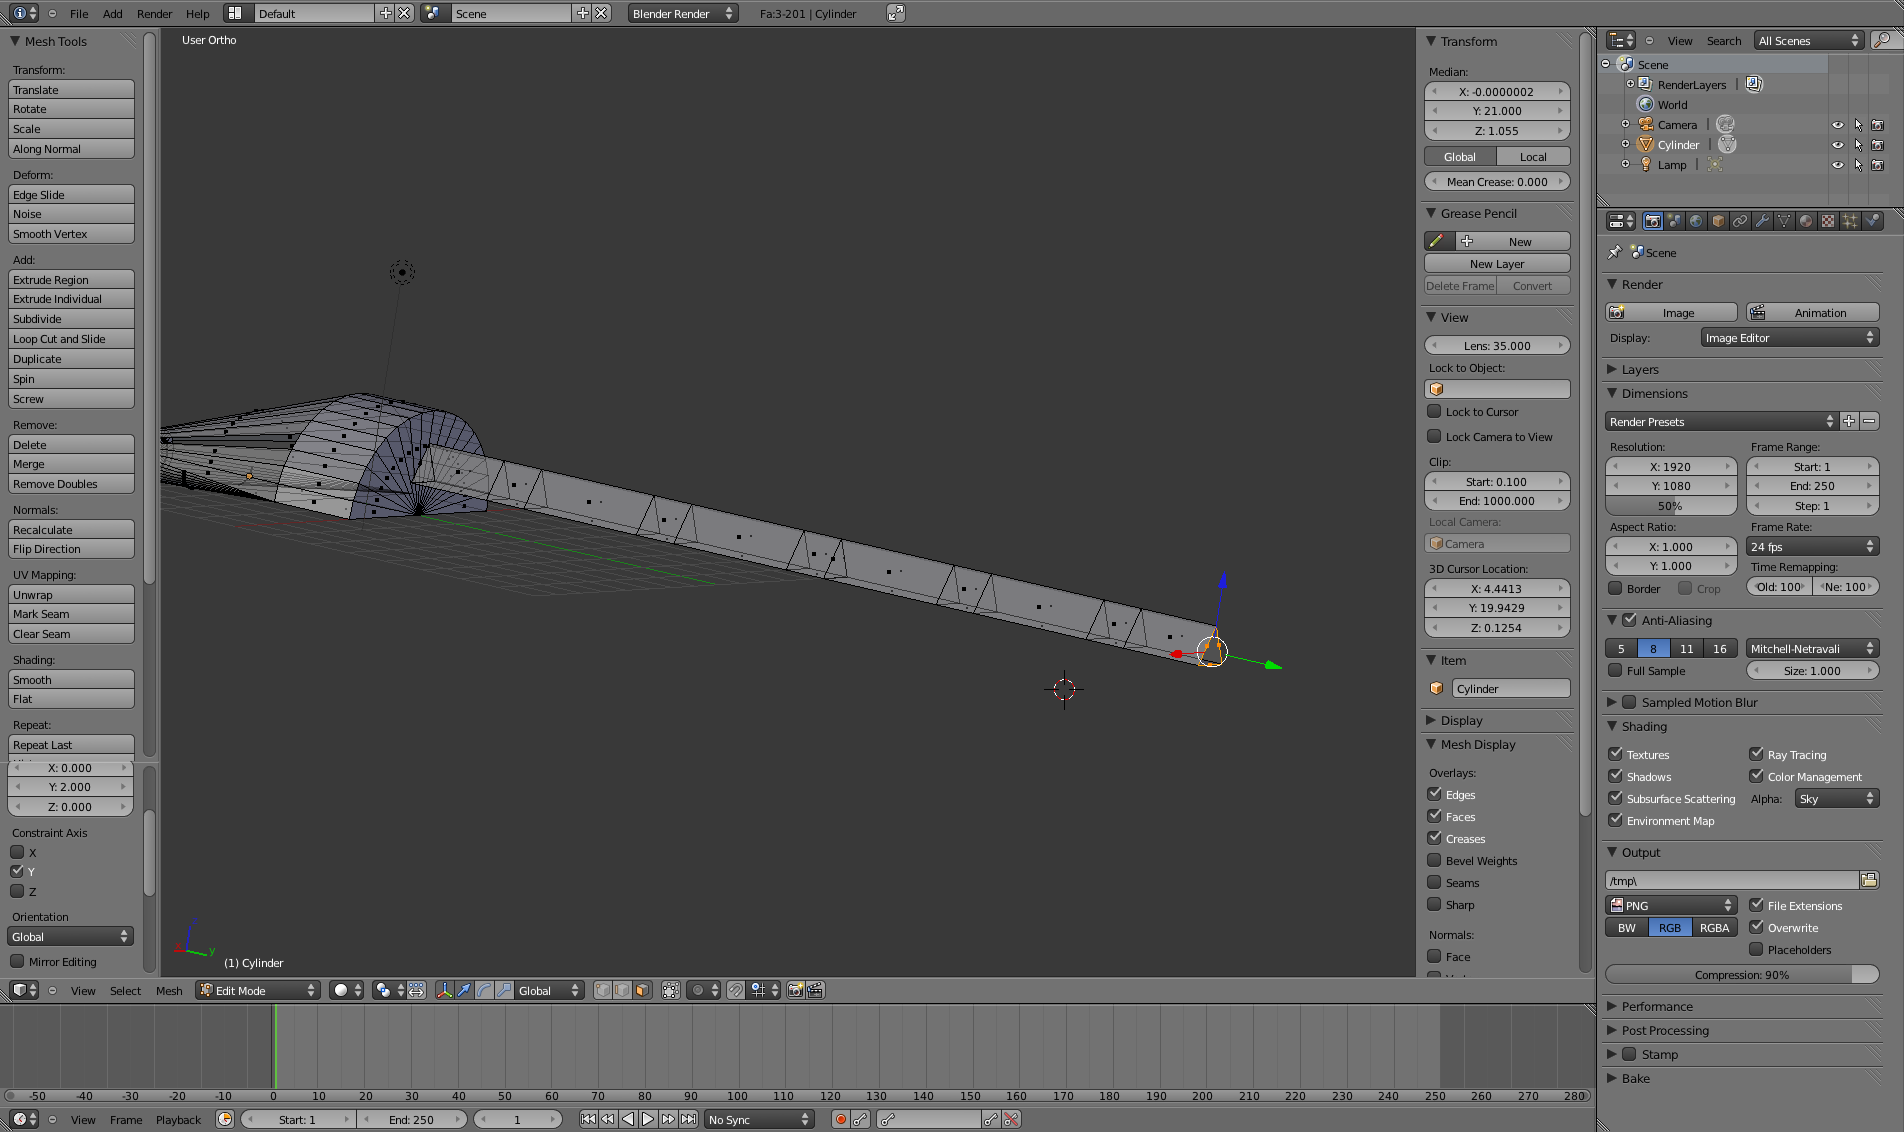 File Add Render Help Default Scene Blender Render Fa:3-201 | Cylinder
Mesh Tools
Transform:
Translate
Rotate
Scale
Along Normal
Deform:
Edge Slide
Noise
Smooth Vertex
Add:
Extrude Region
Extrude Individual
Subdivide
Loop Cut and Slide
Duplicate
Spin
Screw
Remove:
Delete
Merge
Remove Doubles
Normals:
Recalculate
Flip Direction
UV Mapping:
Unwrap
Mark Seam
Clear Seam
Shading:
Smooth
Flat
Repeat:
Repeat Last
X: 0.000
Y: 2.000
Z: 0.000
Constraint Axis
X
Y
Z
Orientation
Global
Mirror Editing
User Ortho
(1) Cylinder
Transform
Median:
X: -0.0000002
Y: 21.000
Z: 1.055
Global Local
Mean Crease: 0.000
Grease Pencil
New
New Layer
Delete Frame Convert
View
Lens: 35.000
Lock to Object:
Lock to Cursor
Lock Camera to View
Clip:
Start: 0.100
End: 1000.000
Local Camera:
Camera
3D Cursor Location:
X: 4.4413
Y: 19.9429
Z: 0.1254
Item
Cylinder
Display
Mesh Display
Overlays:
Edges
Faces
Creases
Bevel Weights
Seams
Sharp
Normals:
Face
View Search All Scenes
Scene
RenderLayers |
World
Camera |
Cylinder |
Lamp |
Scene
Render
Image Animation
Display: Image Editor
Layers
Dimensions
Render Presets
Resolution: Frame Range:
X: 1920 Start: 1
Y: 1080 End: 250
50% Step: 1
Aspect Ratio: Frame Rate:
X: 1.000 24 fps
Y: 1.000 Time Remapping:
Border Crop Old: 100 Ne: 100
Anti-Aliasing
5 8 11 16 Mitchell-Netravali
Full Sample Size: 1.000
Sampled Motion Blur
Shading
Textures Ray Tracing
Shadows Color Management
Subsurface Scattering Alpha: Sky
Environment Map
Output
/tmp\
PNG File Extensions
BW RGB RGBA Overwrite
Placeholders
Compression: 90%
Performance
Post Processing
Stamp
Bake
View Select Mesh Edit Mode Global
-50 -40 -30 -20 -10 0 10 20 30 40 50 60 70 80 90 100 110 120 130 140 150 160 170 180 190 200 210 220 230 240 250 260 270 280
View Frame Playback Start: 1 End: 250 1 No Sync